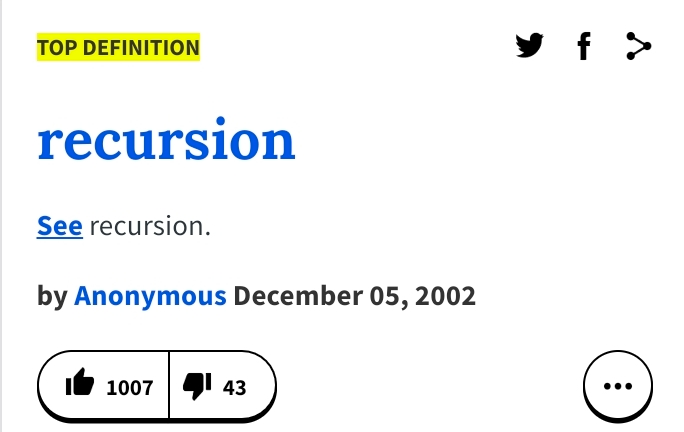 TOP DEFINITION
recursion
See recursion.
by Anonymous December 05, 2002
1007 43